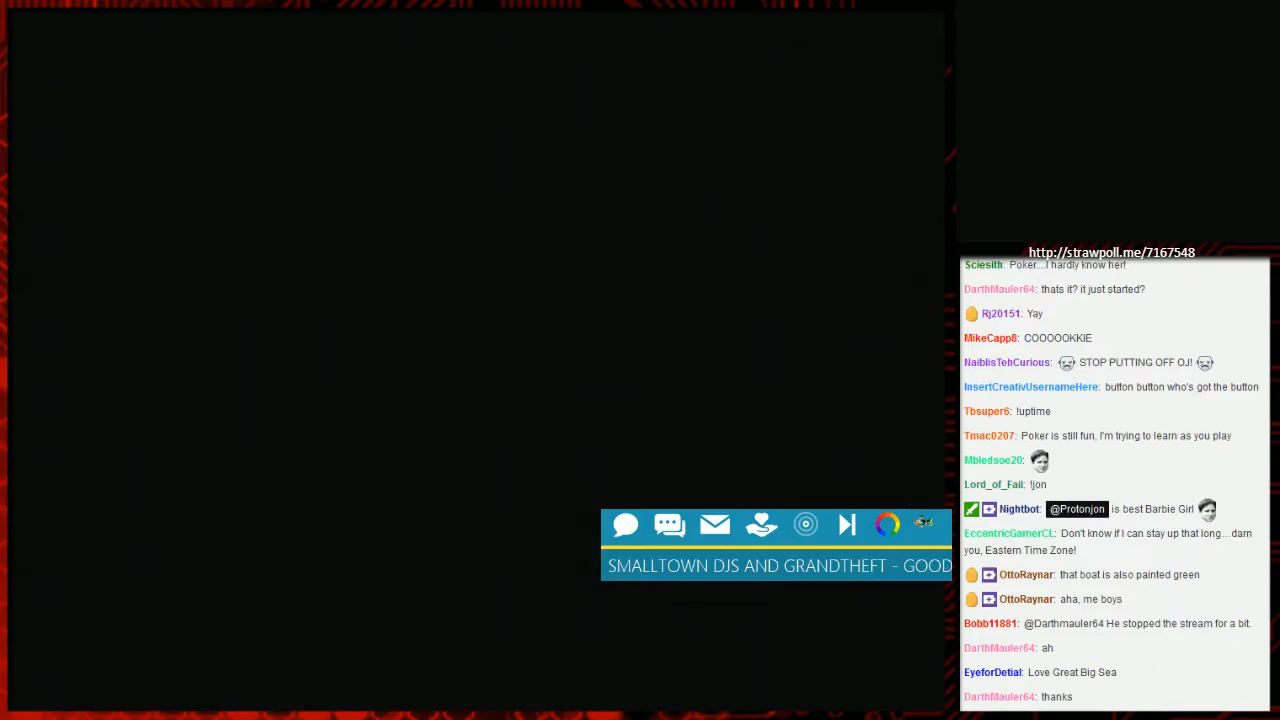 http://strawpoll.me/7167548
Sciesith: Poker....I hardly know her!
DarthMauler64: thats it? it just started?
Rj20151: Yay
MikeCapp8: COOOOOKKIE
NaiblisTehCurious: STOP PUTTING OFF OJ!
InsertCreativUsernameHere: button button who's got the button
Tbsuper6: !uptime
Tmac0207: Poker is still fun, I'm trying to learn as you play
Mbledsoe20:
Lord_of_Fail: !jon
Nightbot: @Protonjon is best Barbie Girl
EccentricGamerCL: Don't know if I can stay up that long...darn
you, Eastern Time Zone!
OttoRaynar: that boat is also painted green
OttoRaynar: aha, me boys
Bobb11881: @Darthmauler64 He stopped the stream for a bit.
DarthMauler64: ah
EyeforDetial: Love Great Big Sea
DarthMauler64: thanks
SMALLTOWN DJS AND GRANDTHEFT - GOOD